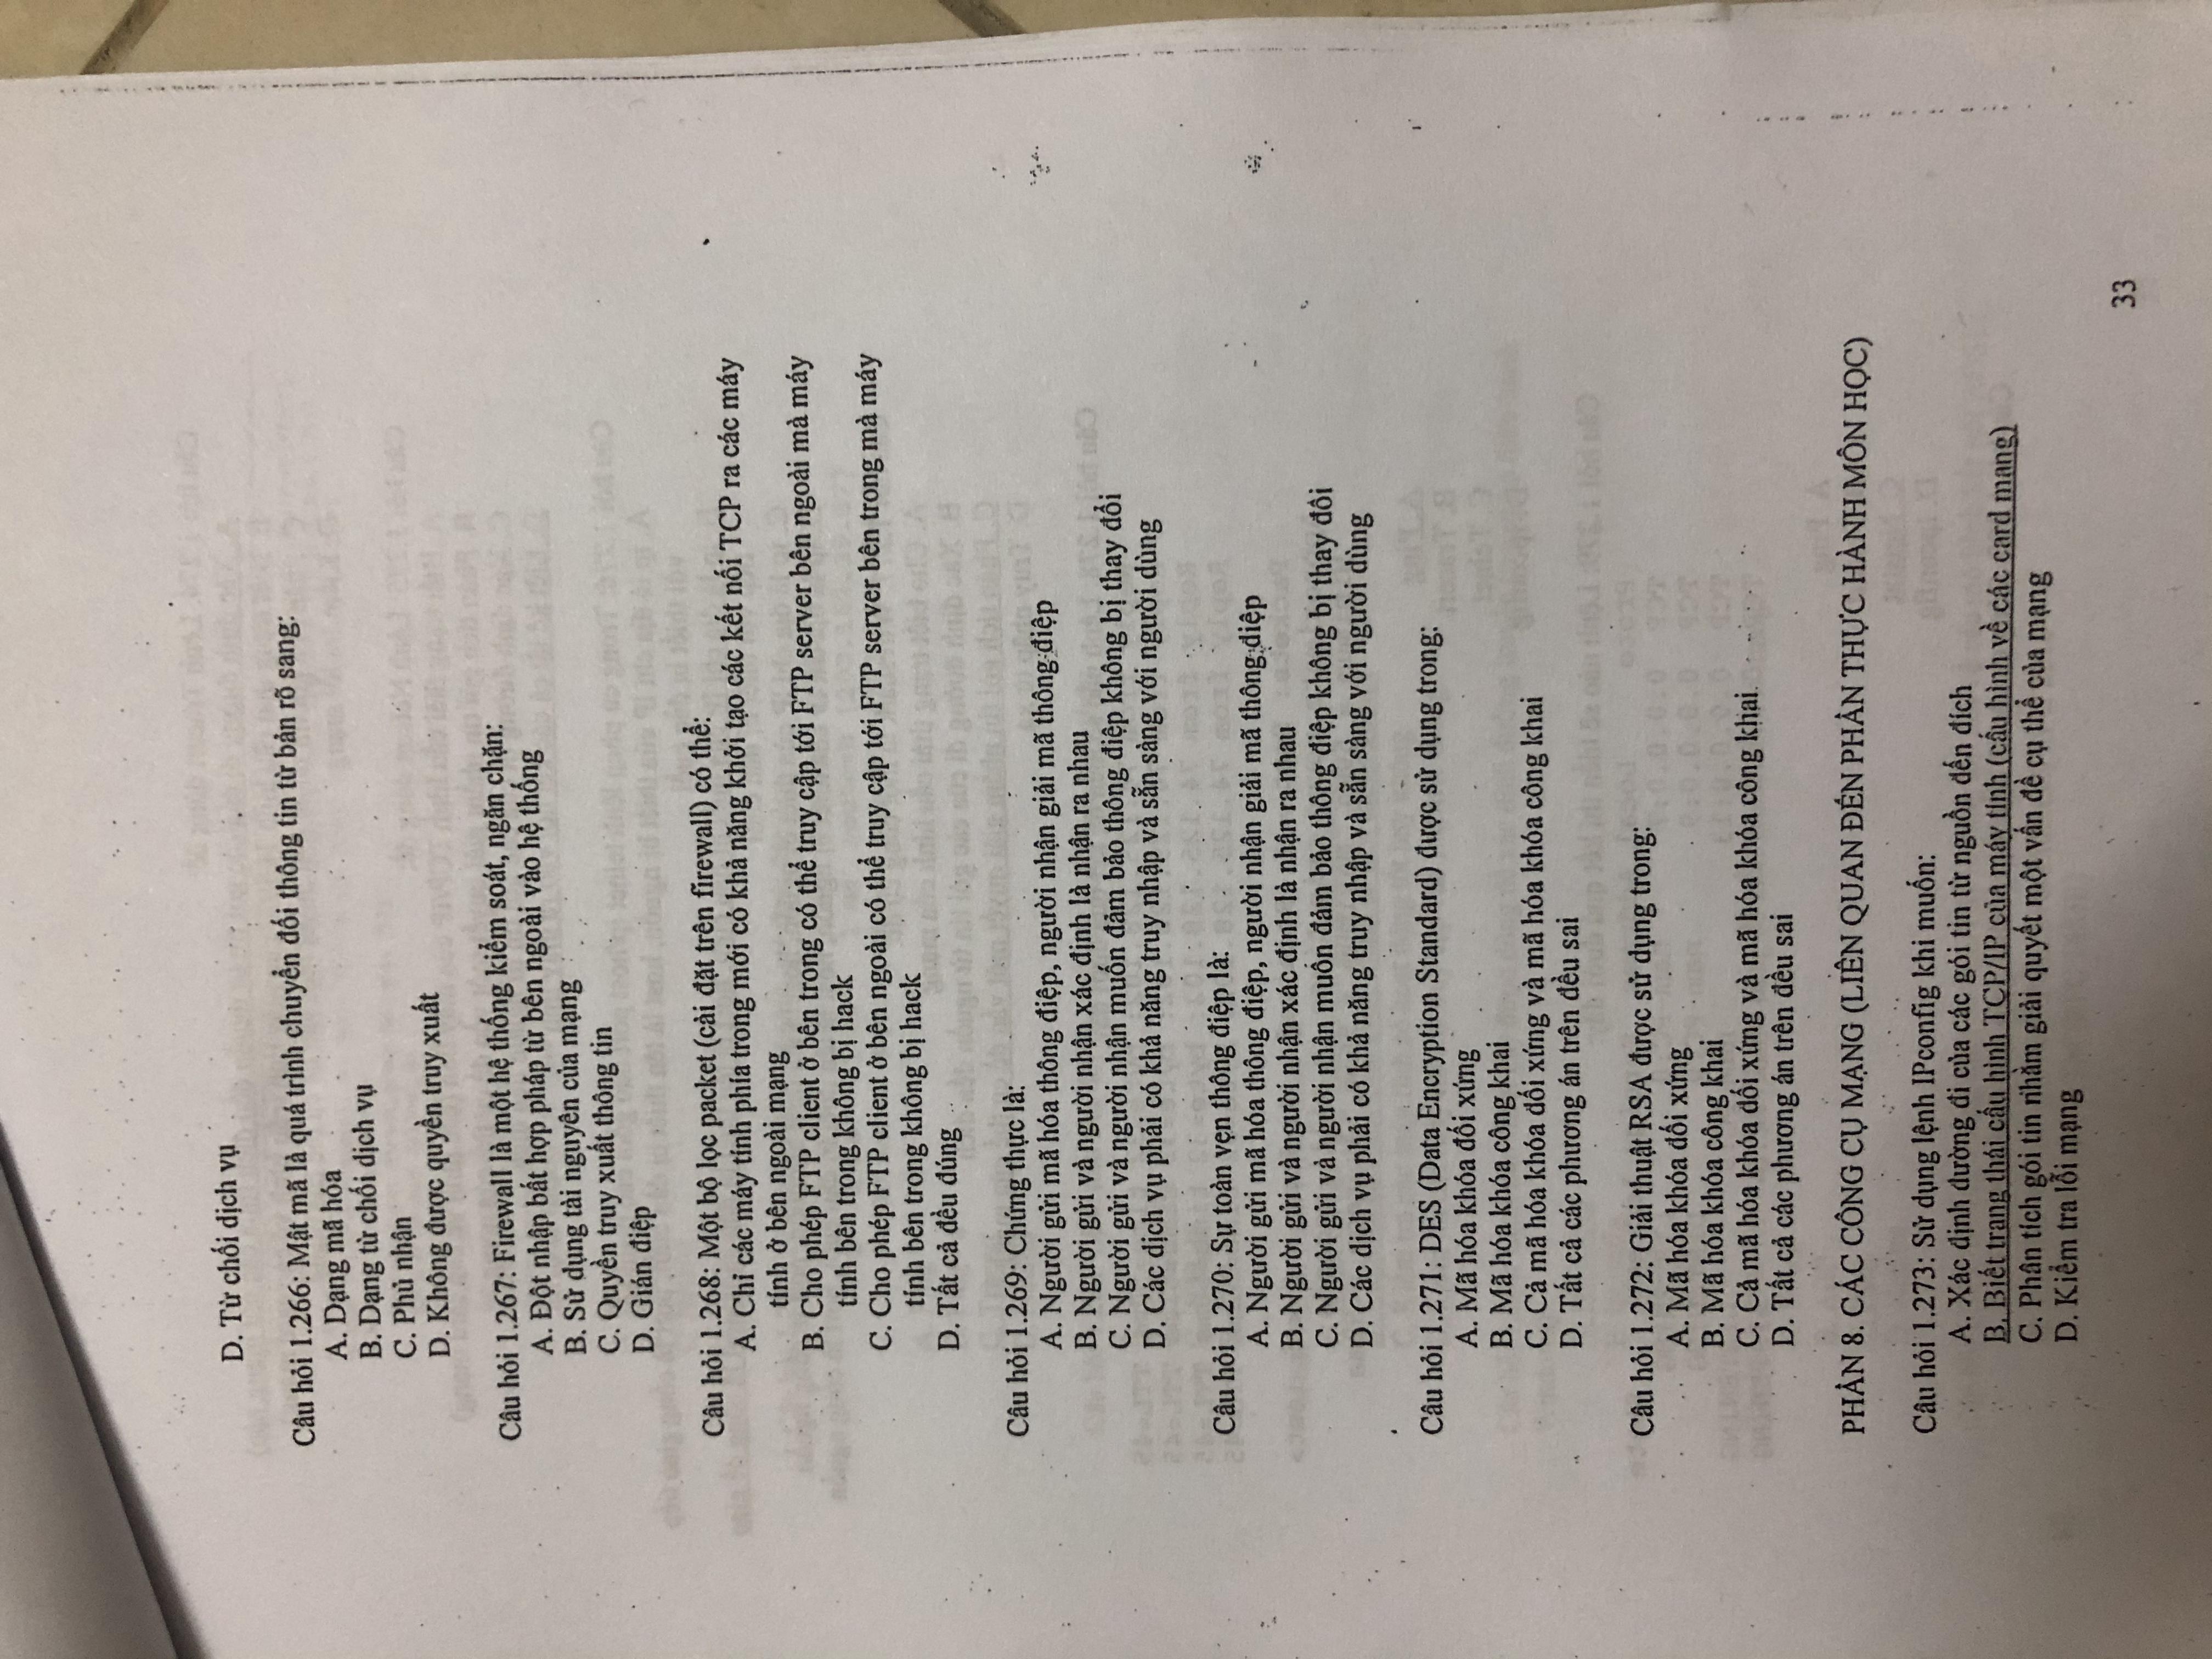 D. Từ chối dịch vụ
Câu hỏi 1.266: Mật mã là quá trình chuyển đổi thông tin từ bản rõ sang:
A. Dạng mã hóa
B. Dạng từ chối dịch vụ
C. Phủ nhận
D. Không được quyền truy xuất
Câu hỏi 1.267: Firewall là một hệ thống kiểm soát, ngăn chặn:
A. Đột nhập bất hợp pháp từ bên ngoài vào hệ thống
B. Sử dụng tài nguyên của mạng
C. Quyền truy xuất thông tin
D. Gián điệp
Câu hỏi 1.268: Một bộ lọc packet (cài đặt trên firewall) có thể:
A. Chỉ các máy tính phía trong mới có khả năng khởi tạo các kết nối TCP ra các máy
tính ở bên ngoài mạng
B. Cho phép FTP client ở bên trong có thể truy cập tới FTP server bên ngoài mà máy
tính bên trong không bị hack
C. Cho phép FTP client ở bên ngoài có thể truy cập tới FTP server bên trong mà máy
tính bên trong không bị hack
D. Tất cả đều đúng
Câu hỏi 1.269: Chứng thực là:
A. Người gửi mã hóa thông điệp, người nhận giải mã thông điệp
B. Người gửi và người nhận xác định là nhận ra nhau
C. Người gửi và người nhận muốn đảm bảo thông điệp không bị thay đổi
D. Các dịch vụ phải có khả năng truy nhập và sẵn sàng với người dùng
Câu hỏi 1.270: Sự toàn vẹn thông điệp là:
A. Người gửi mã hóa thông điệp, người nhận giải mã thông điệp
B. Người gửi và người nhận xác định là nhận ra nhau
C. Người gửi và người nhận muốn đảm bảo thông điệp không bị thay đổi
D. Các dịch vụ phải có khả năng truy nhập và sẵn sàng với người dùng
Câu hỏi 1.271: DES (Data Encryption Standard) được sử dụng trong:
A. Mã hóa khóa đối xứng
B. Mã hóa khóa công khai
C. Cả mã hóa khóa đối xứng và mã hóa khóa công khai
D. Tất cả các phương án trên đều sai
Câu hỏi 1.272: Giải thuật RSA được sử dụng trong:
A. Mã hóa khóa đối xứng
B. Mã hóa khóa công khai
C. Cả mã hóa khóa đối xứng và mã hóa khóa công khai
D. Tất cả các phương án trên đều sai
PHẦN 8. CÁC CÔNG CỤ MẠNG (LIÊN QUAN ĐẾN PHẦN THỰC HÀNH MÔN HỌC)
Câu hỏi 1.273: Sử dụng lệnh IPconfig khi muốn:
A. Xác định đường đi của các gói tin từ nguồn đến đích
B. Biết trạng thái cấu hình TCP/IP của máy tính (cấu hình về các card mạng)
C. Phân tích gói tin nhằm giải quyết một vấn đề cụ thể của mạng
D. Kiểm tra lỗi mạng
33